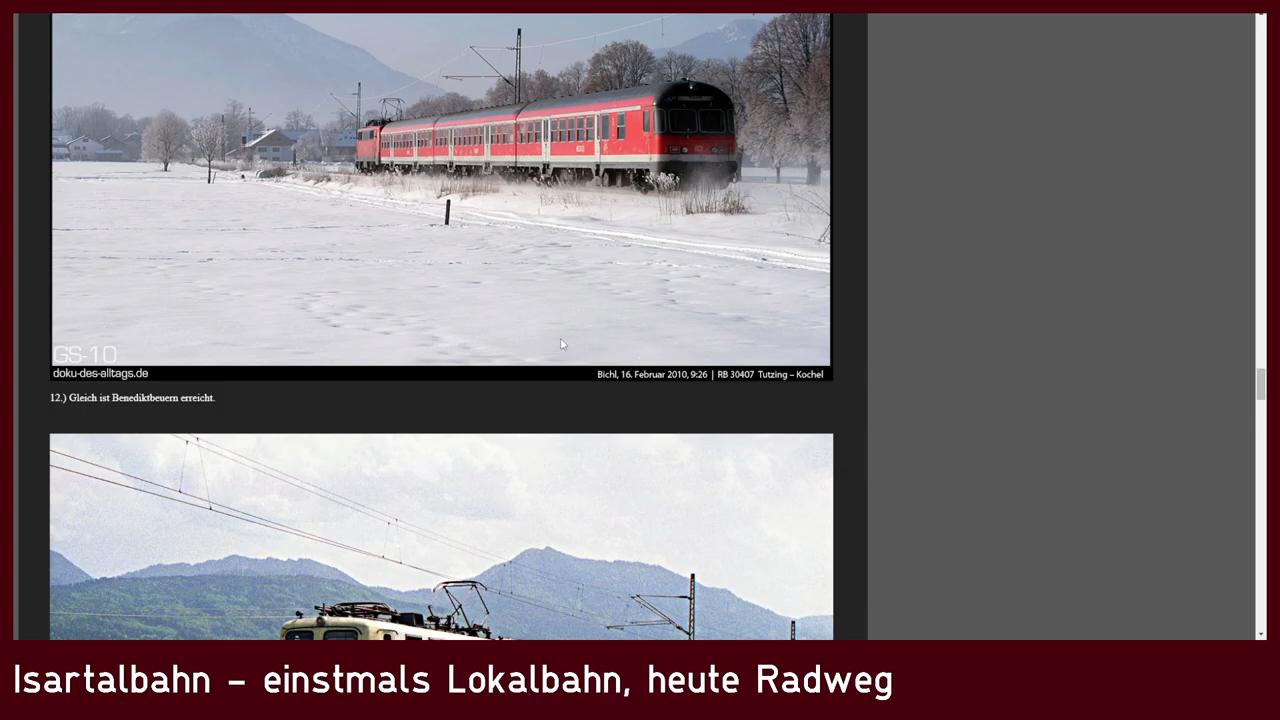 GS-10
doku-des-alltags.de
Bichl, 16. Februar 2010, 9:26 | RB 30407 Tutzing – Kochel
12.) Gleich ist Benediktbeuern erreicht.
Isartalbahn – einstmals Lokalbahn, heute Radweg